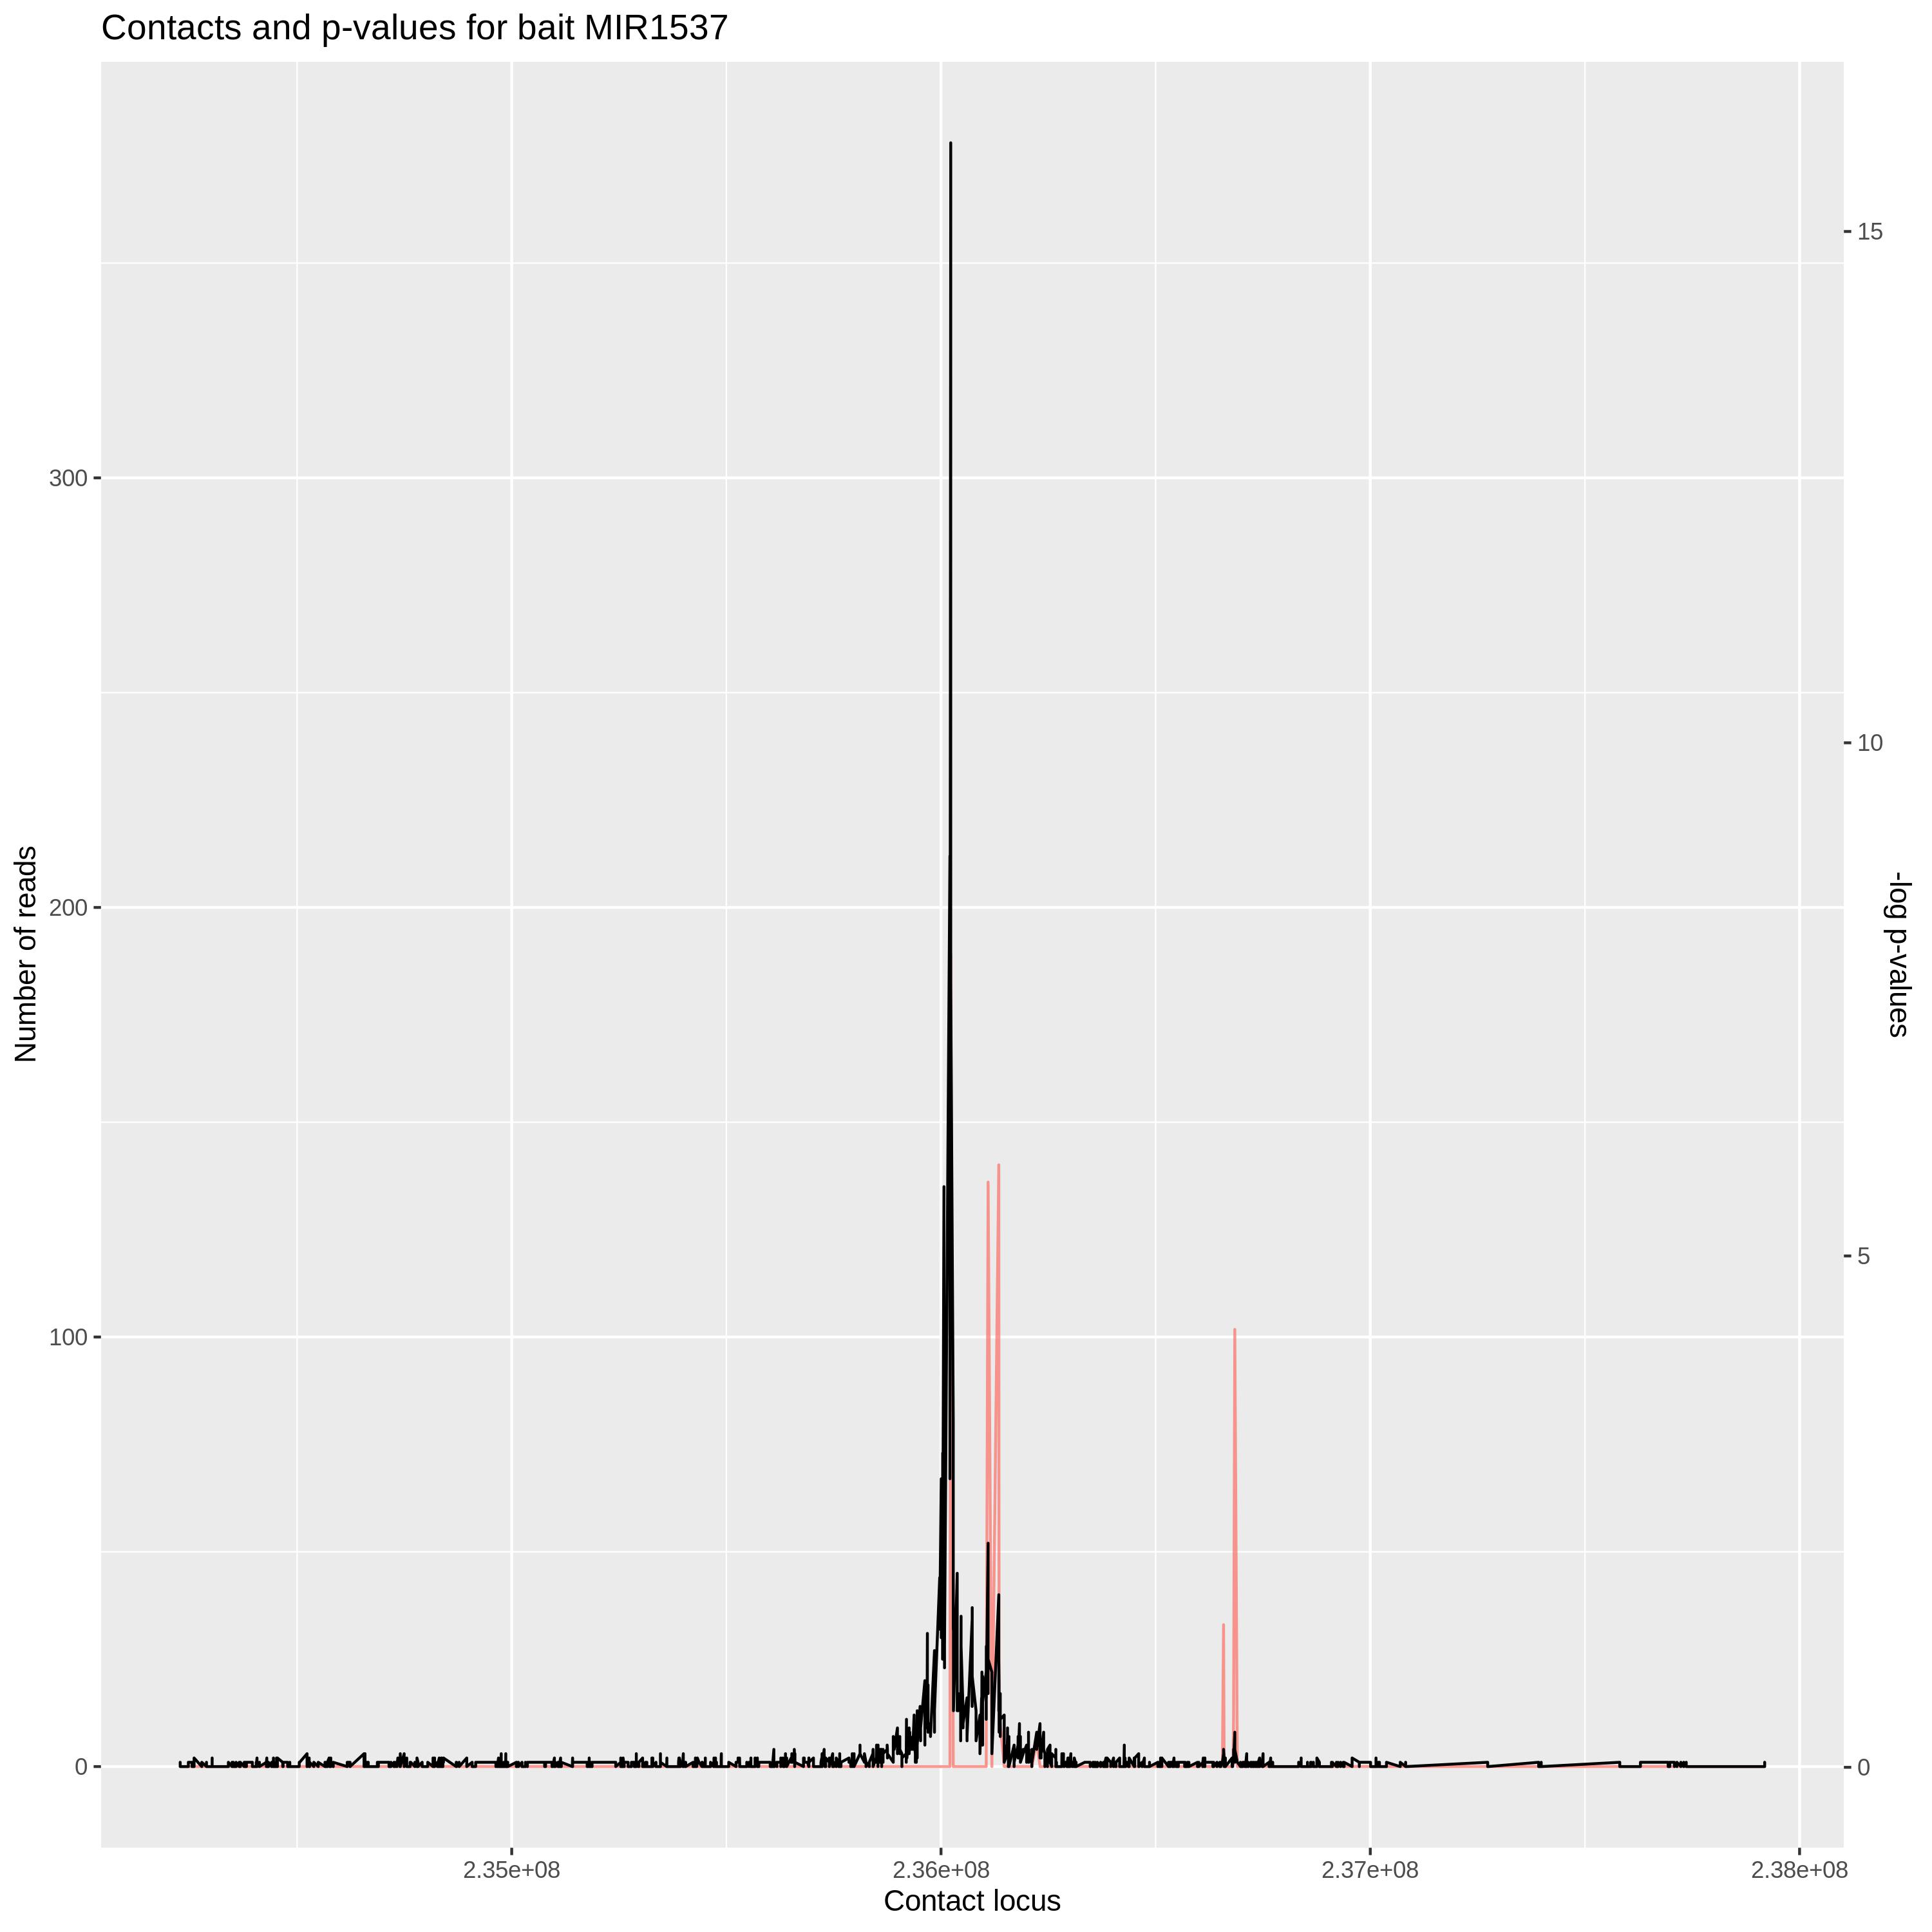 Contacts and p-values for bait MIR1537
15
300
10
200
Number of reads
-log p-values
5
100
0
0
2.35e+08
2.36e+08
2.37e+08
2.38e+08
Contact locus